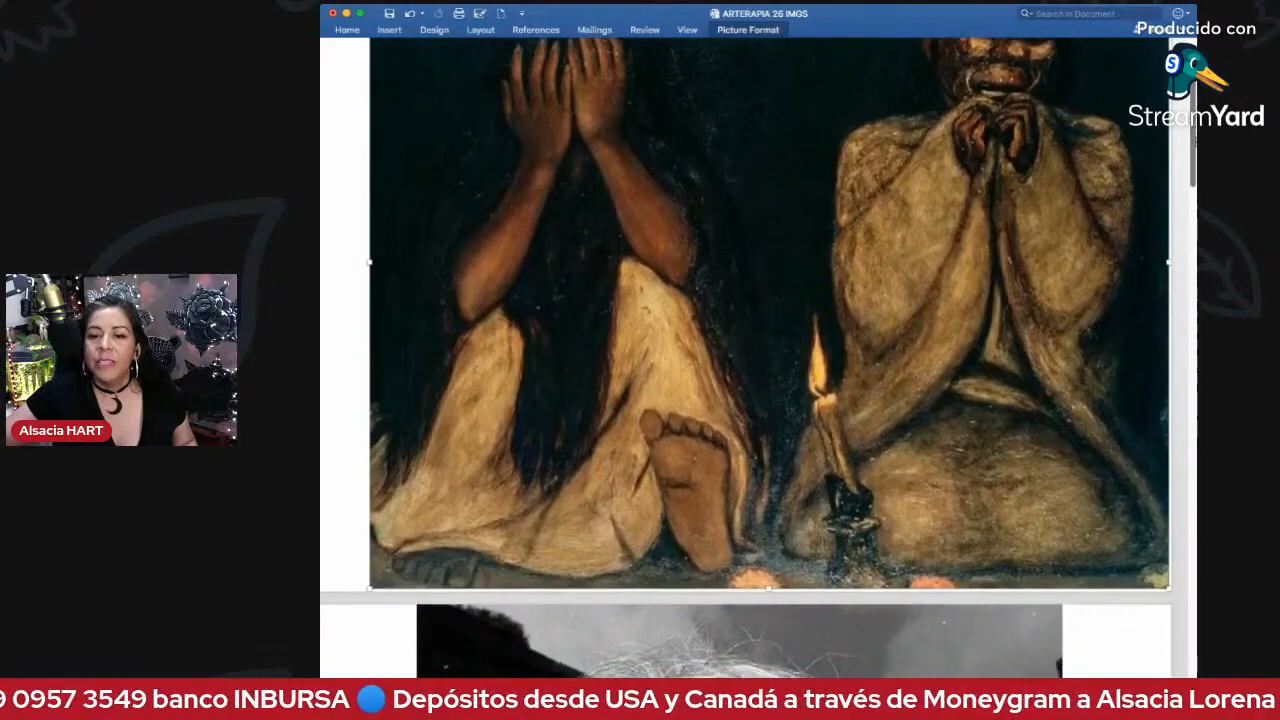 ARTERAPIA 26 IMGS
Search in Document
Home Insert Design Layout References Mailings Review View Picture Format
Producido con
S
StreamYard
Alsacia HART
9 0957 3549 banco INBURSA 🔵 Depósitos desde USA y Canadá a través de Moneygram a Alsacia Lorena